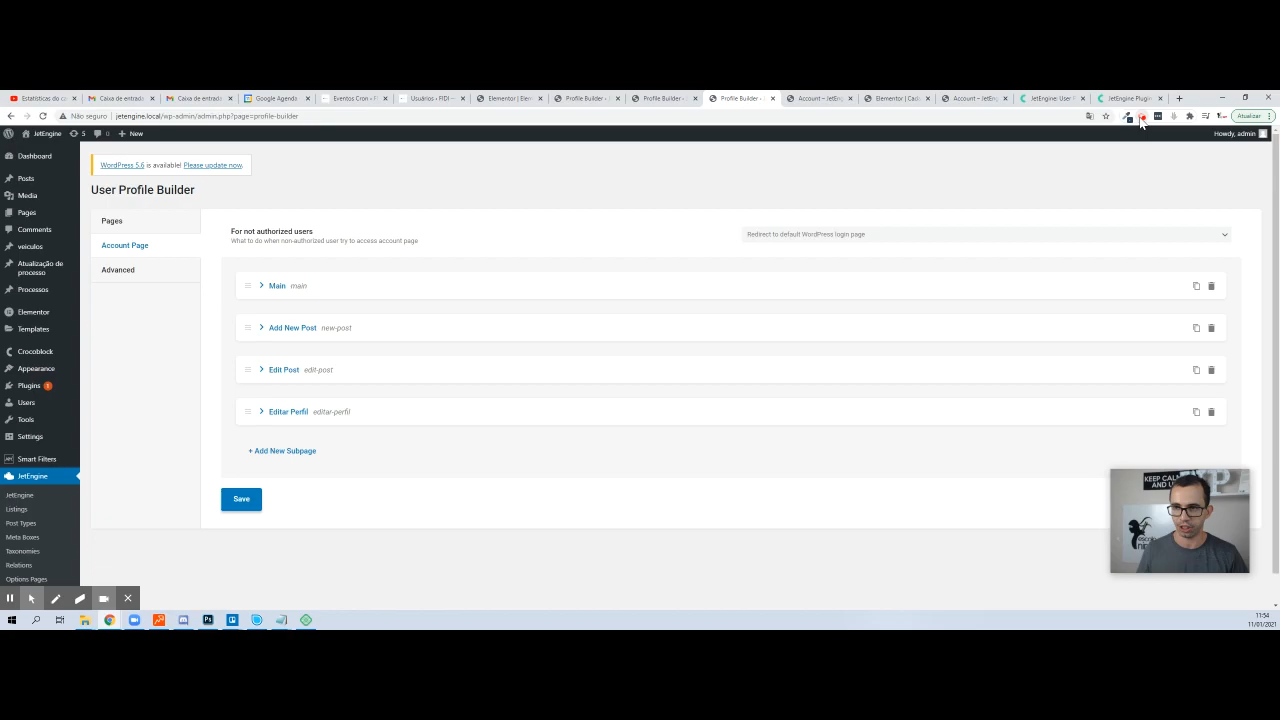 Estatísticas do ca
Caixa de entrada
Caixa de entrada
Google Agenda
Eventos Cron ‹ FI
Usuários ‹ FIDI —
Elementor | Elem
Profile Builder ‹
Profile Builder ‹
Profile Builder ‹
Account – JetEng
Elementor | Cada
Account – JetEng
JetEngine: User P
JetEngine Plugin
Não seguro
jetengine.local/wp-admin/admin.php?page=profile-builder
Atualizar
JetEngine
5
0
New
Howdy, admin
Dashboard
Posts
Media
Pages
Comments
veiculos
Atualização de
processo
Processos
Elementor
Templates
Crocoblock
Appearance
Plugins 1
Users
Tools
Settings
Smart Filters
JetEngine
JetEngine
Listings
Post Types
Meta Boxes
Taxonomies
Relations
Options Pages
WordPress 5.6 is available! Please update now.
User Profile Builder
Pages
Account Page
Advanced
For not authorized users
What to do when non-authorized user try to access account page
Redirect to default WordPress login page
Main main
Add New Post new-post
Edit Post edit-post
Editar Perfil editar-perfil
+ Add New Subpage
Save
KEEP CALM
AND U
11:54
11/01/2021